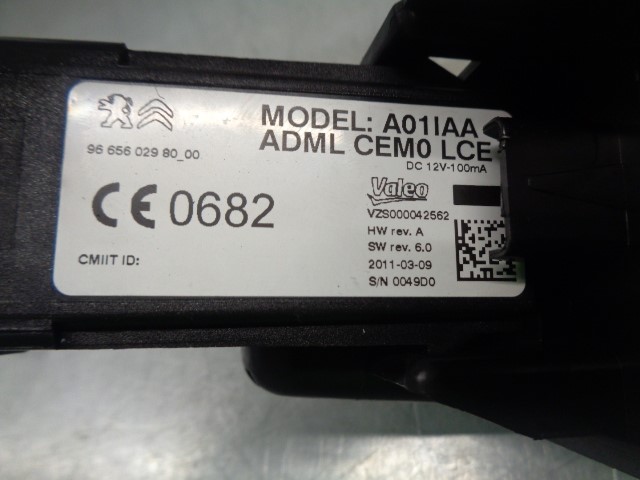 MODEL: A01IAA
ADML CEM0 LCE
DC 12V-100mA
96 656 029 80_00
CE 0682
Valeo
VZS000042562
HW rev. A
SW rev. 6.0
2011-03-09
S/N 0049D0
CMIIT ID: